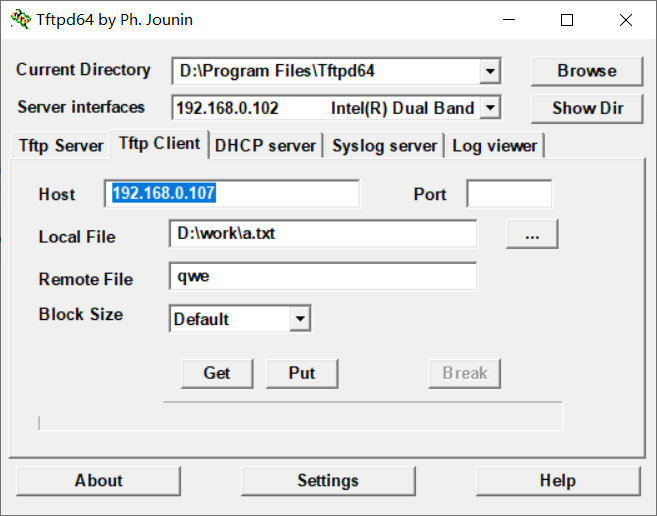 Tftpd64 by Ph. Jounin
Current Directory D:\Program Files\Tftpd64 Browse
Server interfaces 192.168.0.102 Intel(R) Dual Band Show Dir
Tftp Server Tftp Client DHCP server Syslog server Log viewer
Host 192.168.0.107 Port
Local File D:\work\a.txt ...
Remote File qwe
Block Size Default
Get Put Break
About Settings Help